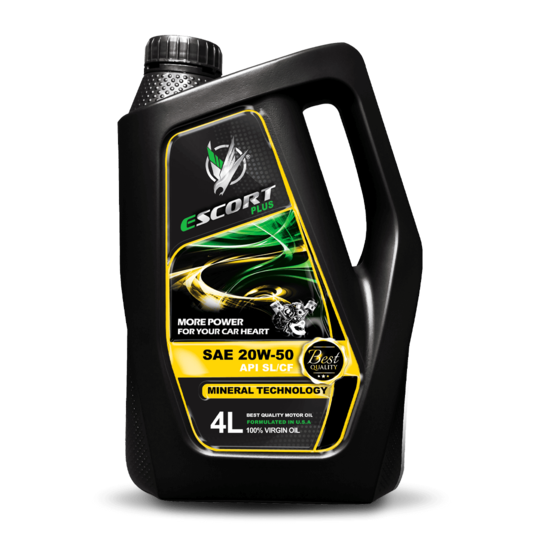 ESCORT
PLUS
MORE POWER
FOR YOUR CAR HEART
SAE 20W-50
API SL/CF
Best
QUALITY
MINERAL TECHNOLOGY
4L
BEST QUALITY MOTOR OIL
FORMULATED IN U.S.A
100% VIRGIN OIL